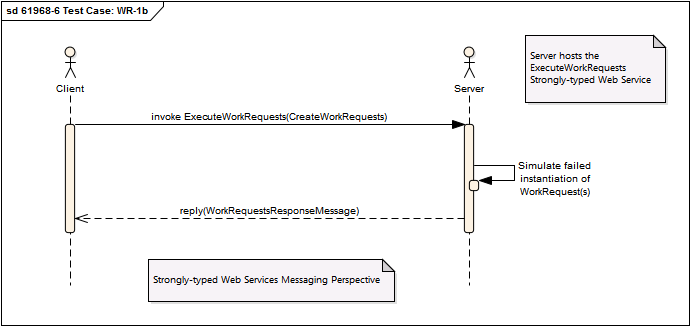 sd 61968-6 Test Case: WR-1b
Server hosts the
ExecuteWorkRequests
Strongly-typed Web Service
Client
Server
invoke ExecuteWorkRequests(CreateWorkRequests)
Simulate failed
instantiation of
WorkRequest(s)
reply(WorkRequestsResponseMessage)
Strongly-typed Web Services Messaging Perspective